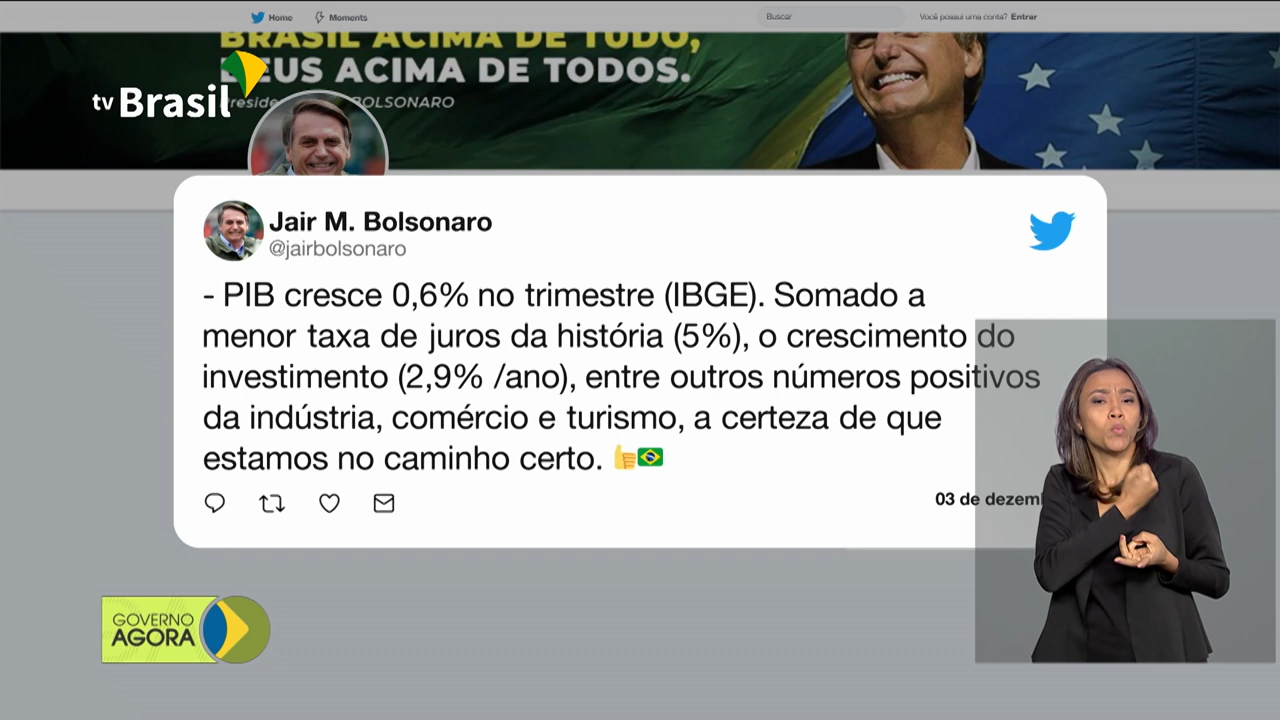 Home Moments Buscar Você possui uma conta? Entrar
BRASIL ACIMA DE TUDO,
DEUS ACIMA DE TODOS.
tv Brasil
BOLSONARO
Jair M. Bolsonaro
@jairbolsonaro
- PIB cresce 0,6% no trimestre (IBGE). Somado a
menor taxa de juros da história (5%), o crescimento do
investimento (2,9% /ano), entre outros números positivos
da indústria, comércio e turismo, a certeza de que
estamos no caminho certo. 👍🇧🇷
03 de dezem
GOVERNO
AGORA